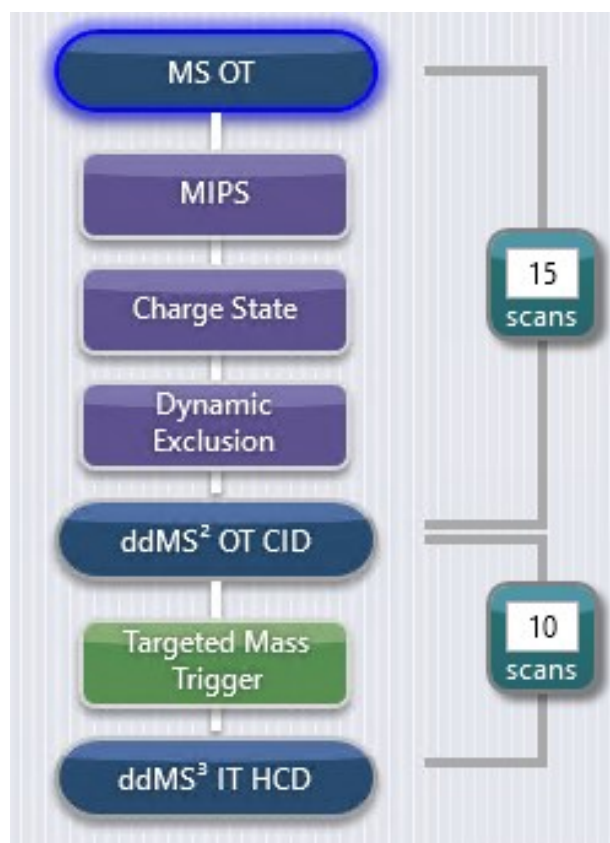 MS OT
MIPS
Charge State
15
scans
Dynamic
Exclusion
ddMS² OT CID
Targeted Mass
Trigger
10
scans
ddMS³ IT HCD